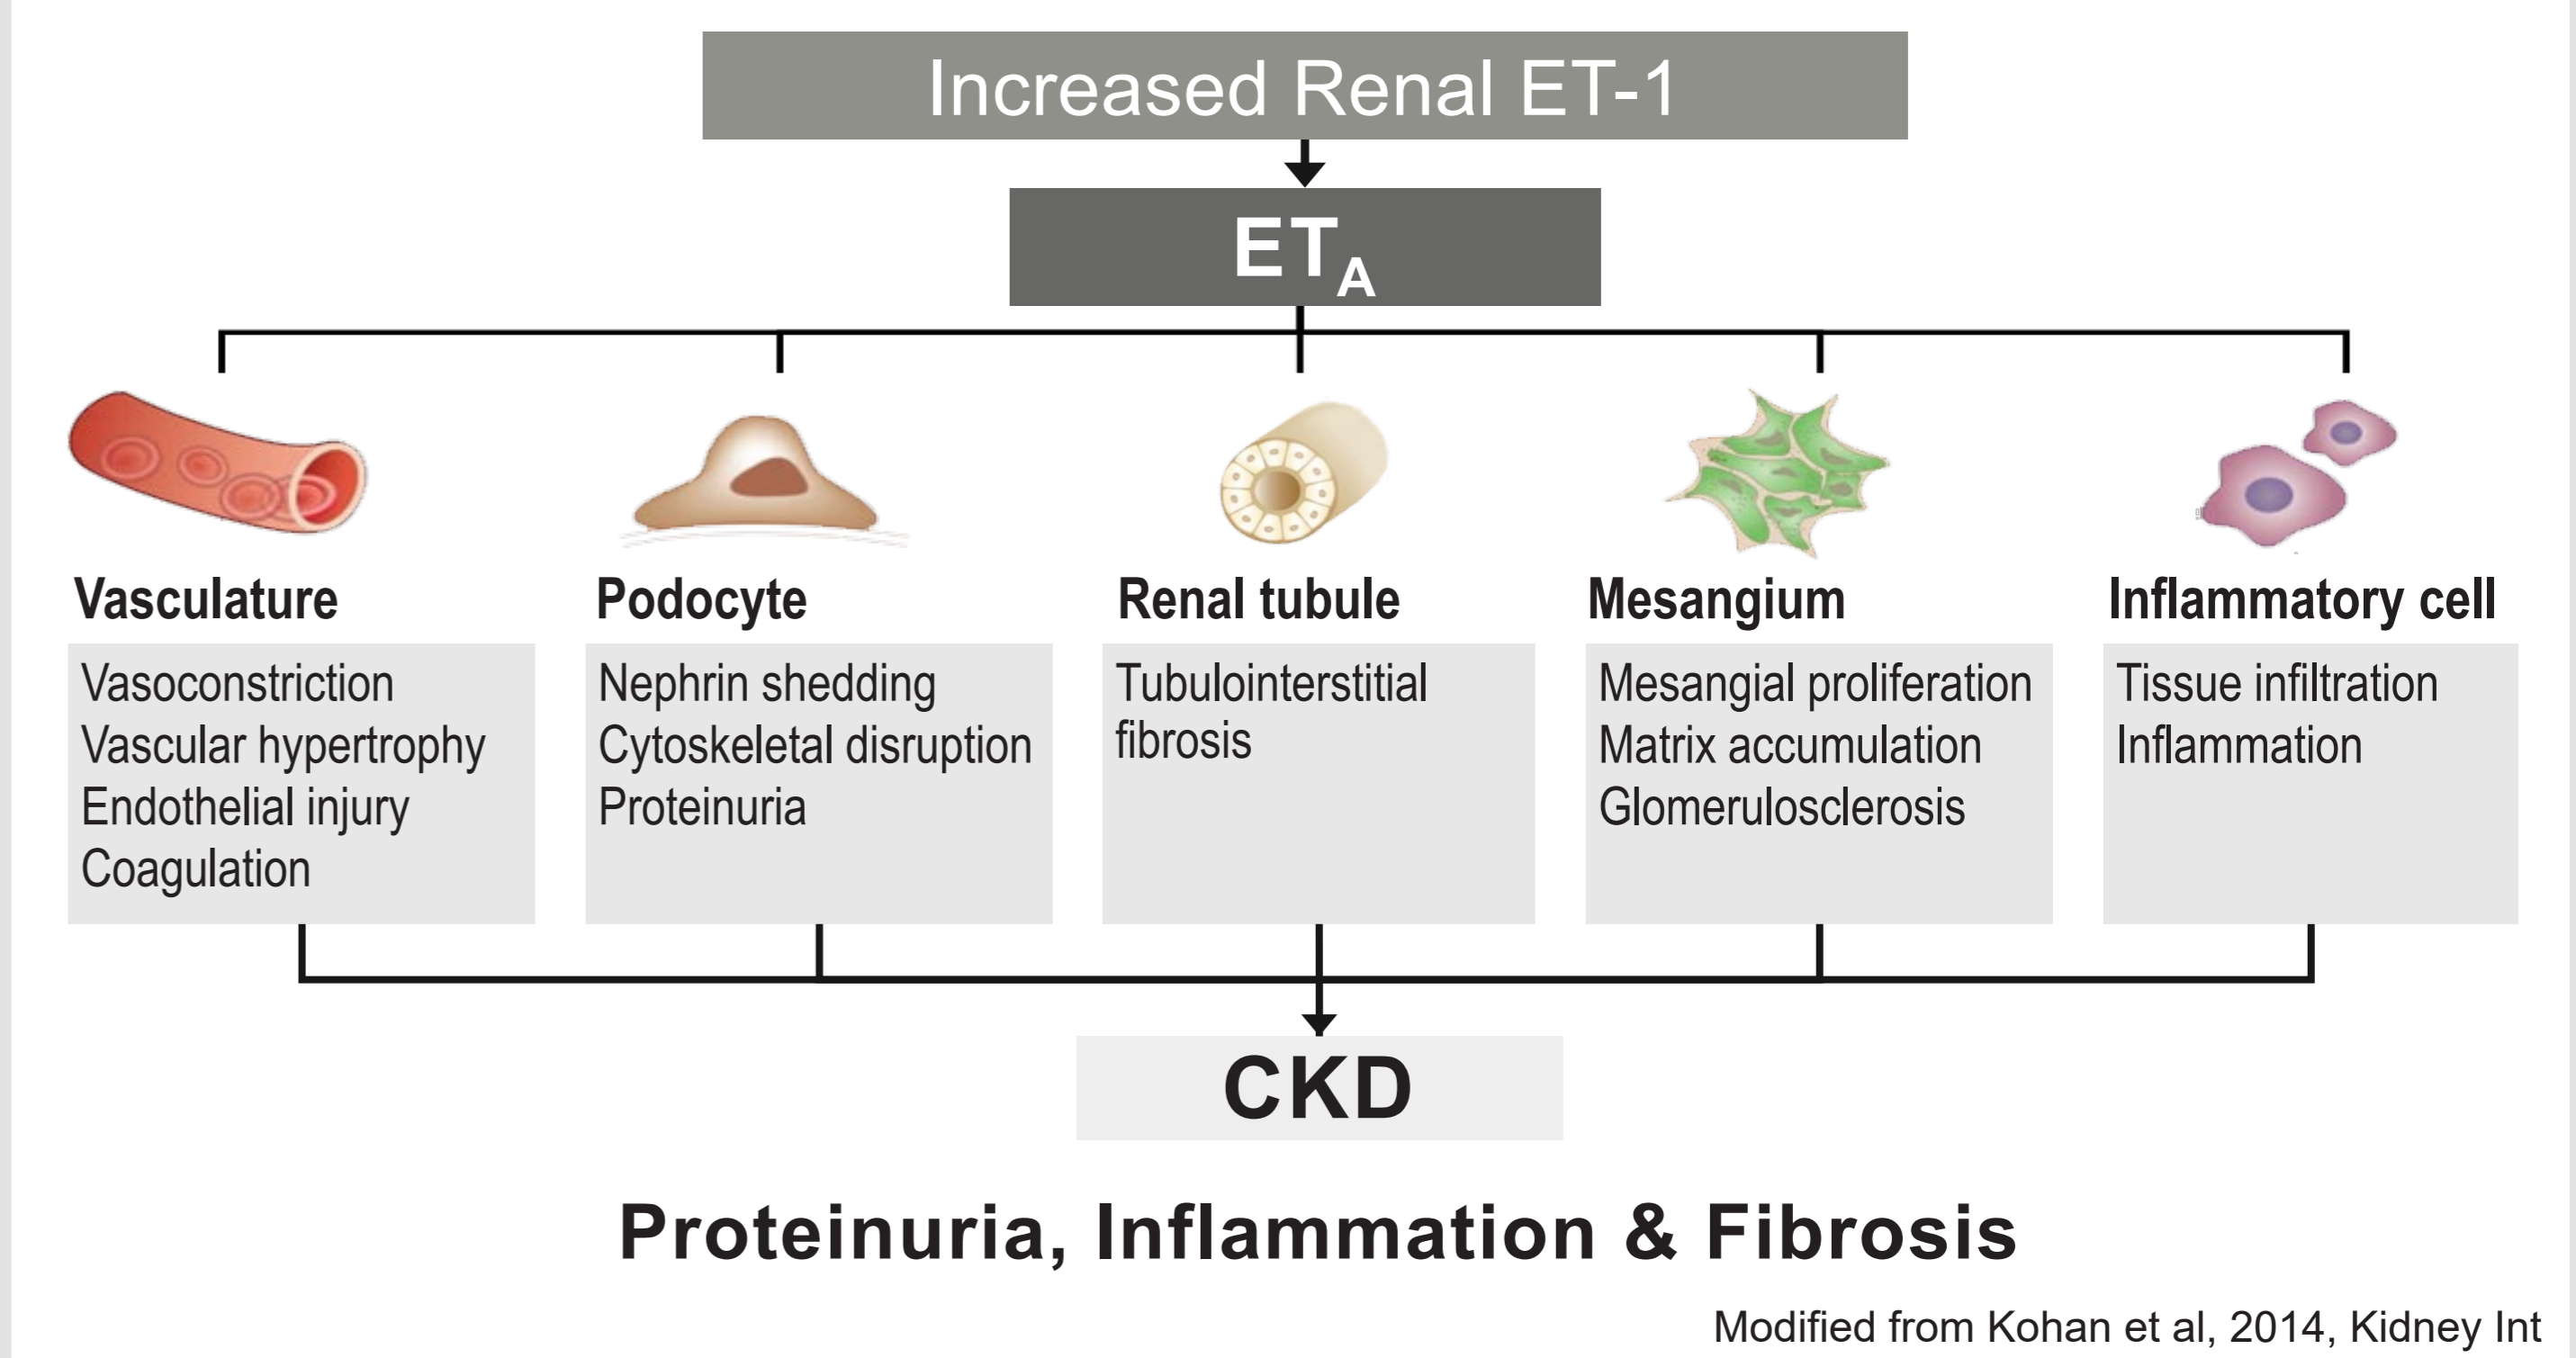 Increased Renal ET-1
ETA
Vasculature
Vasoconstriction
Vascular hypertrophy
Endothelial injury
Coagulation
Podocyte
Nephrin shedding
Cytoskeletal disruption
Proteinuria
Renal tubule
Tubulointerstitial
fibrosis
Mesangium
Mesangial proliferation
Matrix accumulation
Glomerulosclerosis
Inflammatory cell
Tissue infiltration
Inflammation
CKD
Proteinuria, Inflammation & Fibrosis
Modified from Kohan et al, 2014, Kidney Int